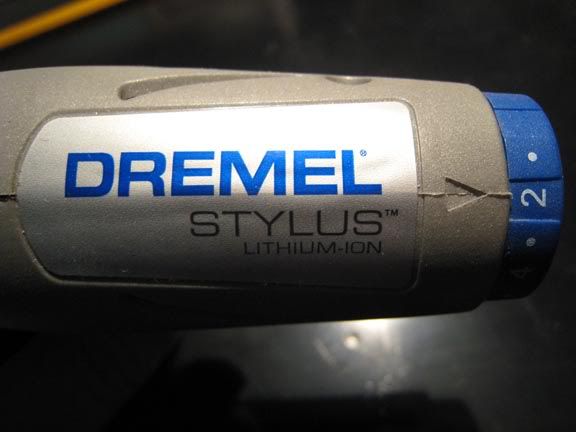 DREMEL®
STYLUS™
LITHIUM-ION
2
4